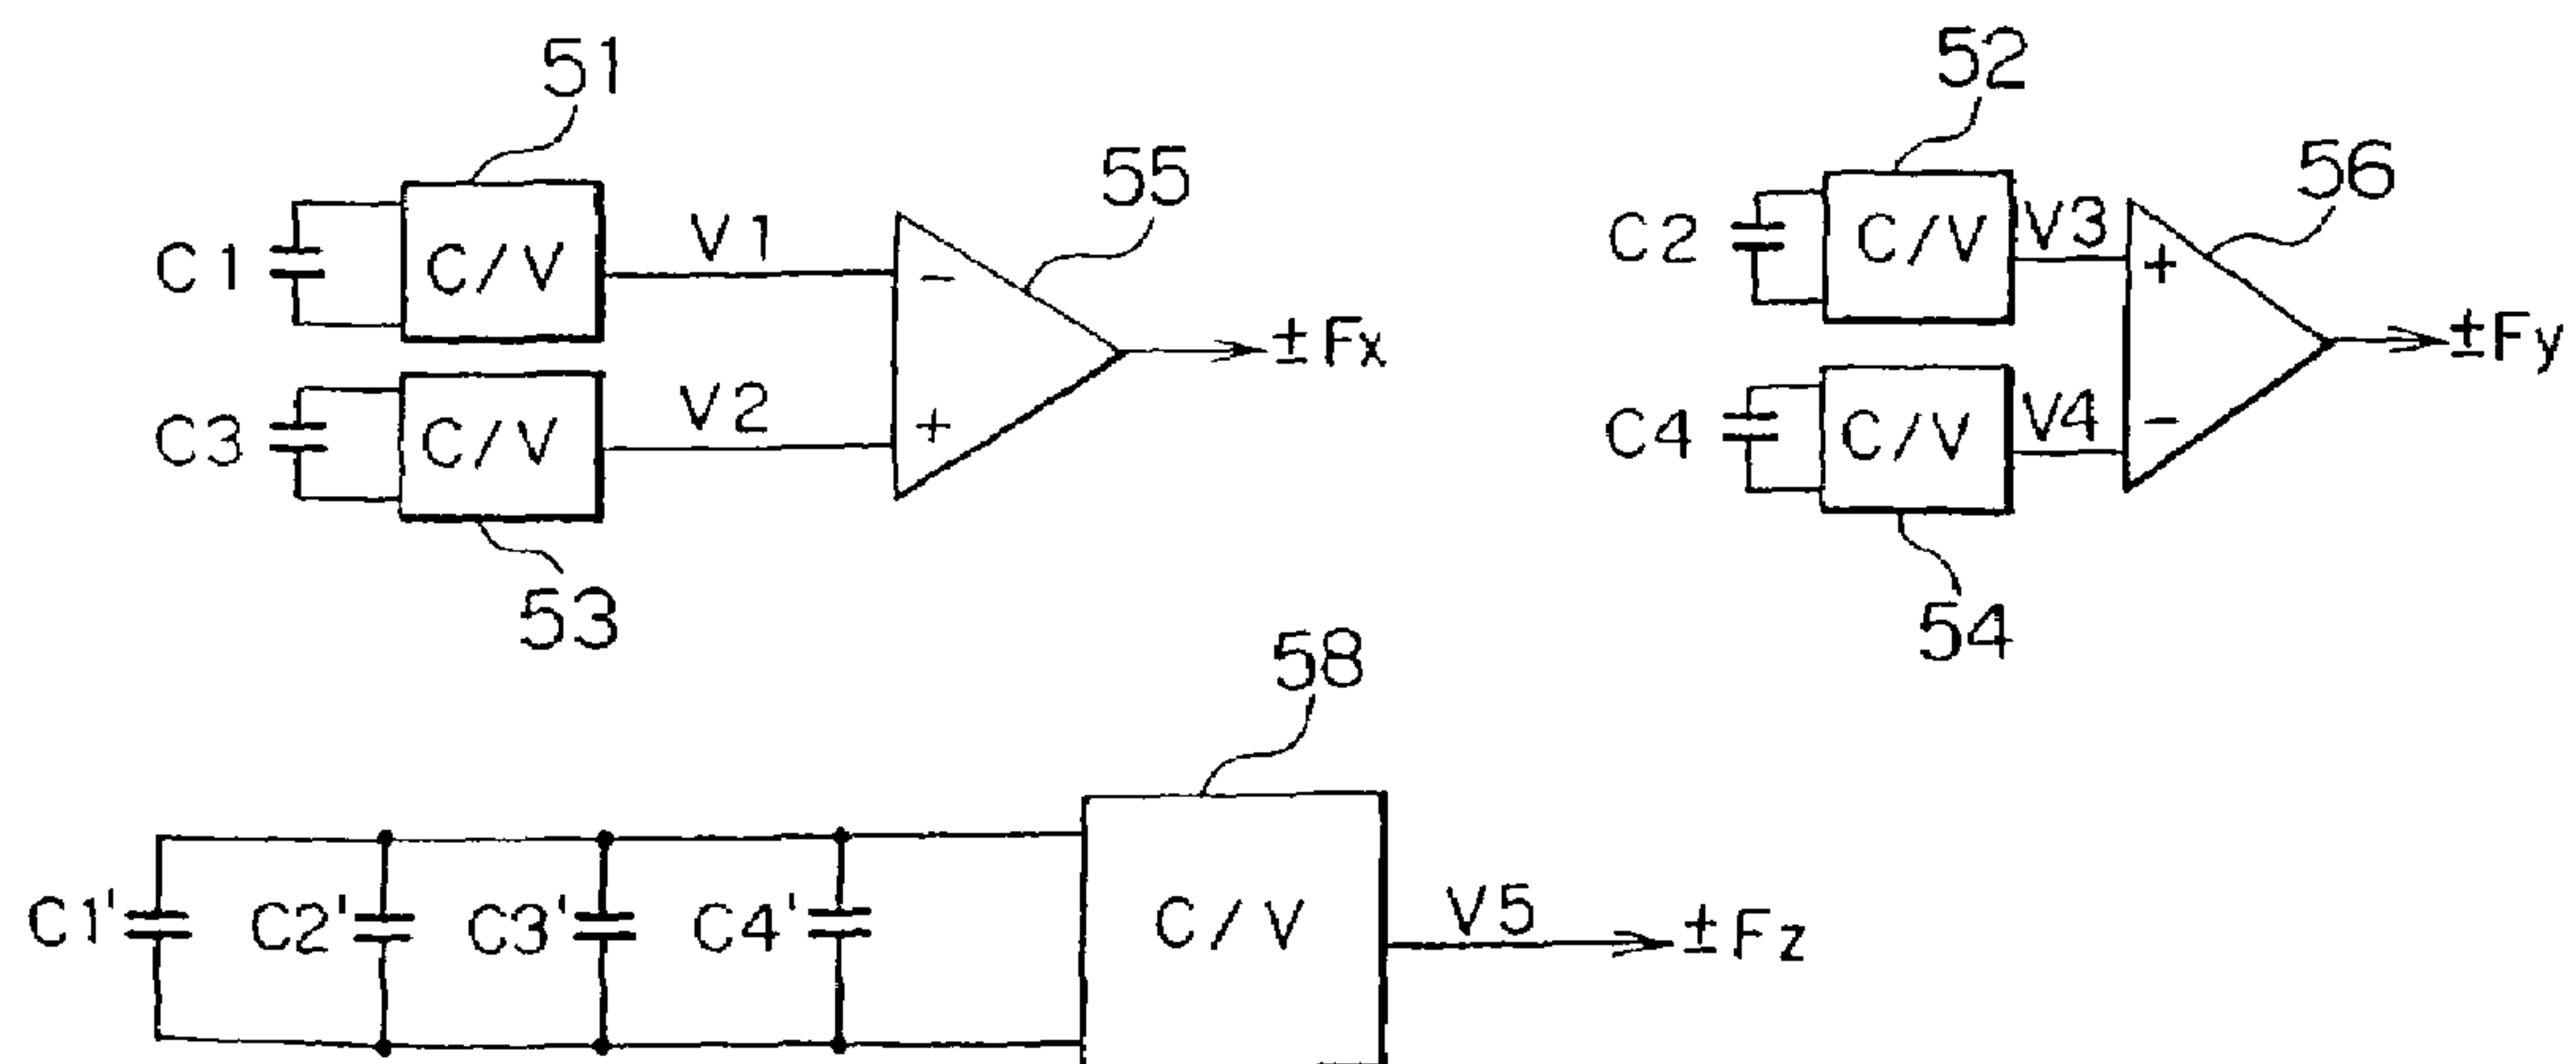 51
C1
C/V
V1
55
−
+
±Fx
C3
C/V
V2
53
52
C2
C/V
V3
56
+
−
±Fy
C4
C/V
V4
54
58
C1'
C2'
C3'
C4'
C/V
V5
±Fz